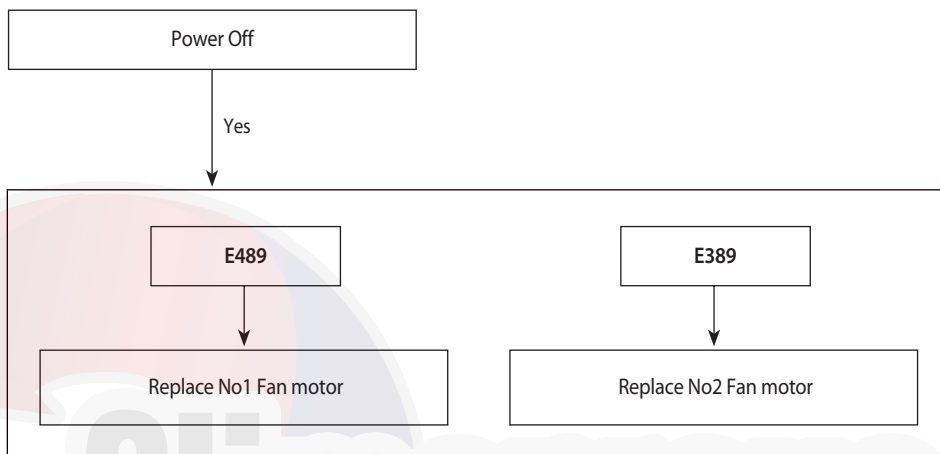 Power Off
Yes
E489
E389
Replace No1 Fan motor
Replace No2 Fan motor